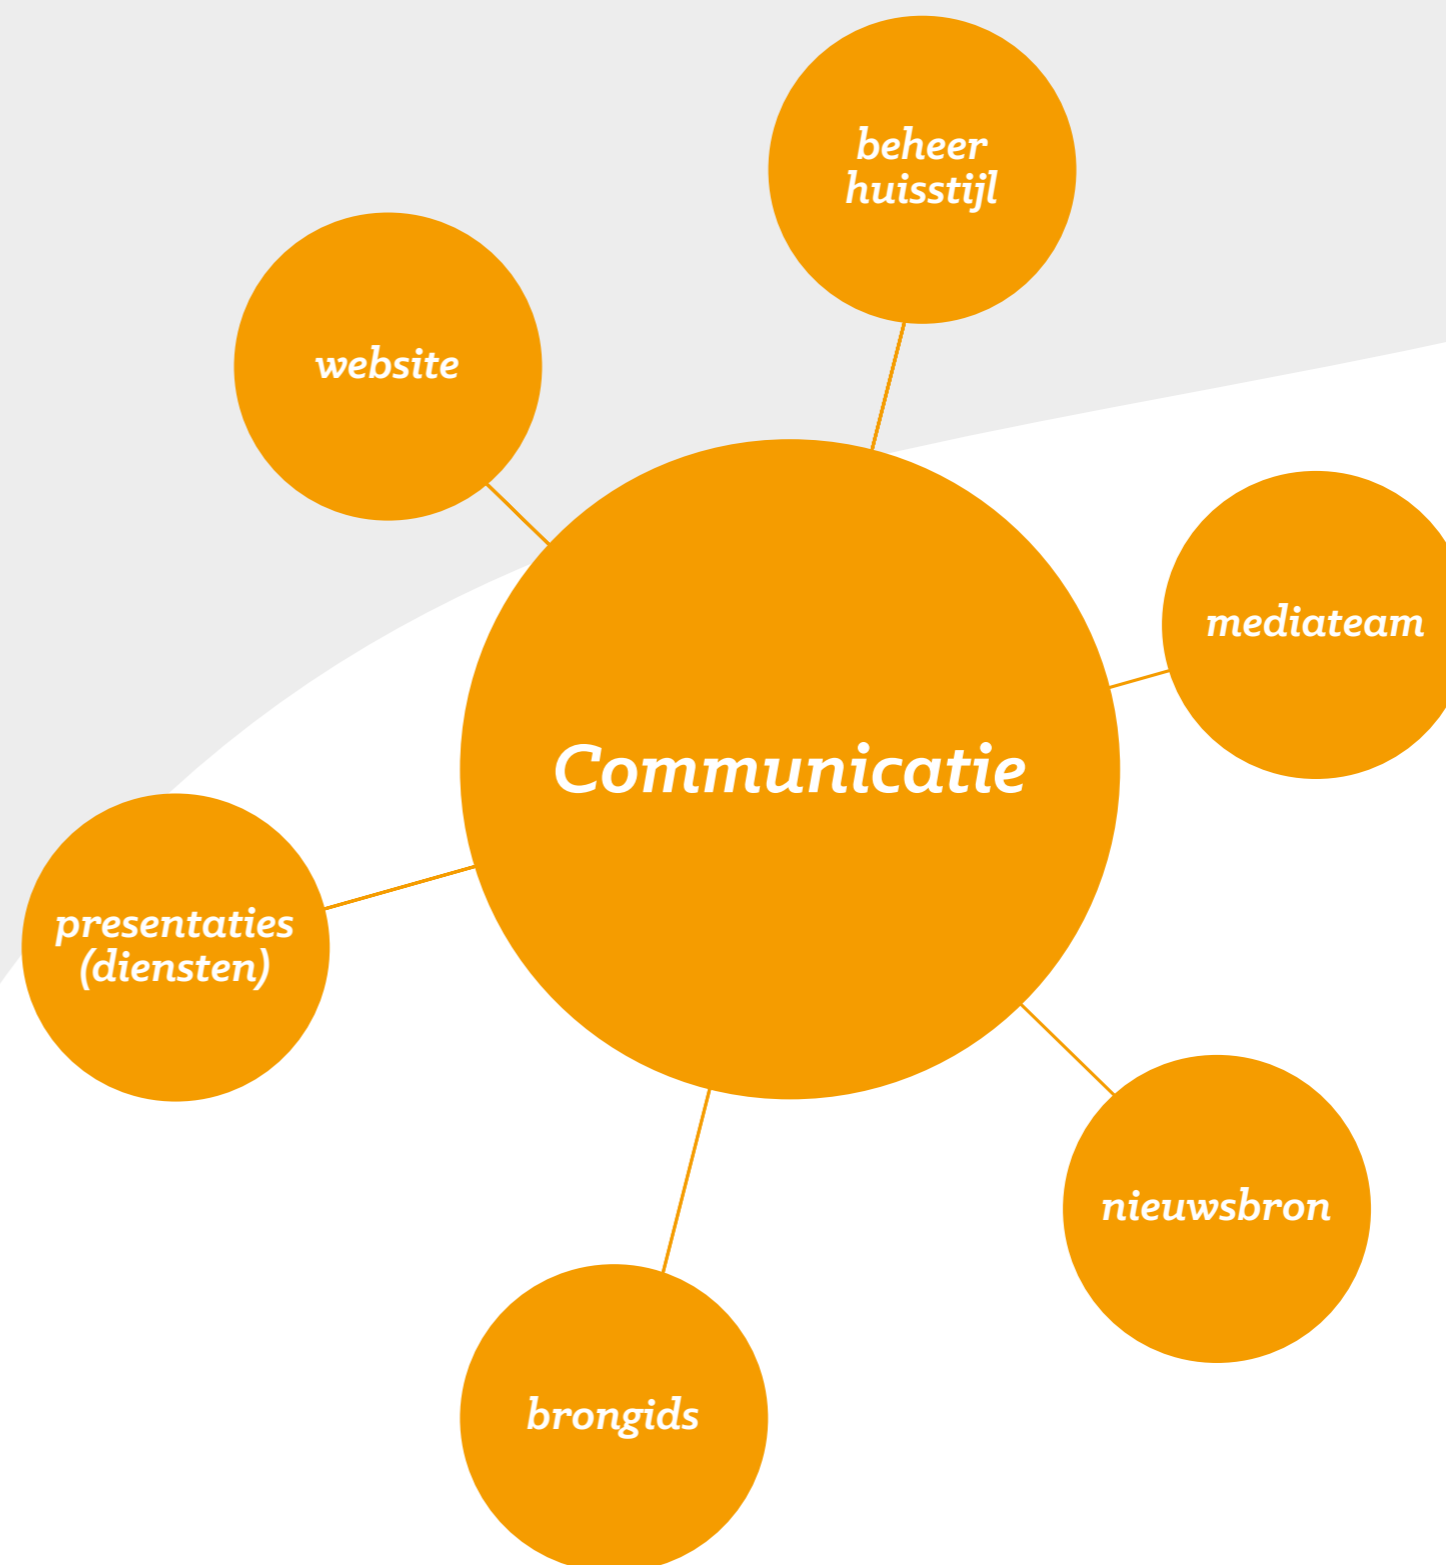 beheer
huisstijl
website
mediateam
Communicatie
presentaties
(diensten)
nieuwsbron
brongids